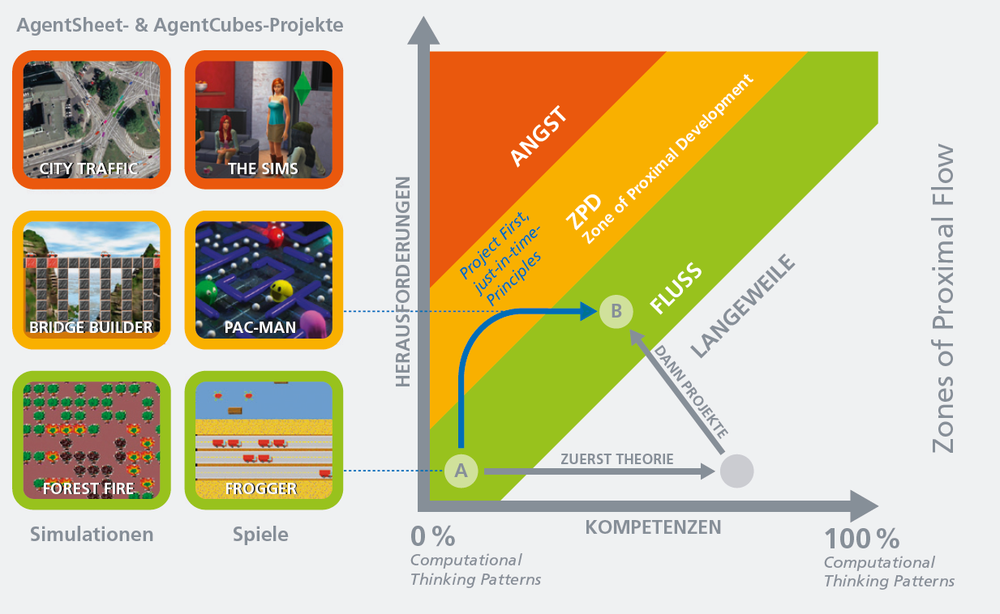 AgentSheet- & AgentCubes-Projekte
CITY TRAFFIC
THE SIMS
BRIDGE BUILDER
PAC-MAN
FOREST FIRE
FROGGER
Simulationen
Spiele
HERAUSFORDERUNGEN
ANGST
ZPD
Zone of Proximal Development
Project First,
just-in-time-
Principles
FLUSS
LANGEWEILE
B
DANN PROJEKTE
A
ZUERST THEORIE
KOMPETENZEN
0 %
Computational
Thinking Patterns
100 %
Computational
Thinking Patterns
Zones of Proximal Flow